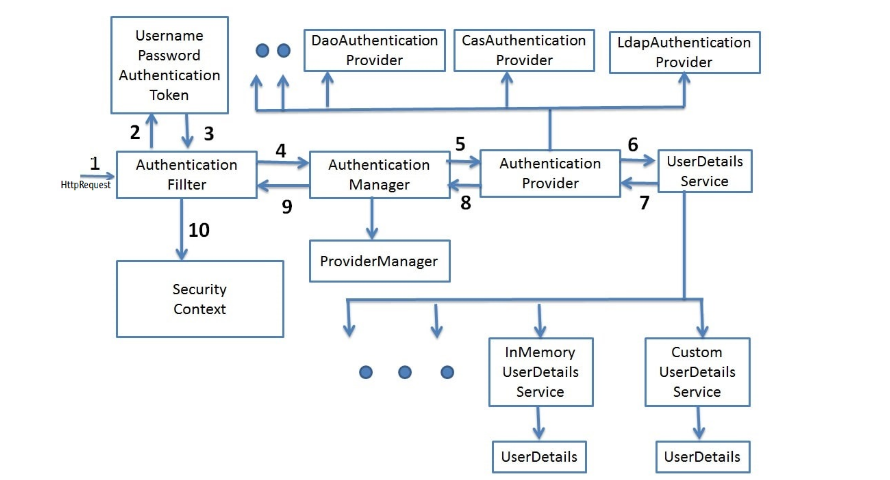 Username
Password
Authentication
Token
DaoAuthentication
Provider
CasAuthentication
Provider
LdapAuthentication
Provider
2
3
1
HttpRequest
Authentication
Fillter
4
9
Authentication
Manager
5
8
Authentication
Provider
6
7
UserDetails
Service
10
ProviderManager
Security
Context
InMemory
UserDetails
Service
Custom
UserDetails
Service
UserDetails
UserDetails